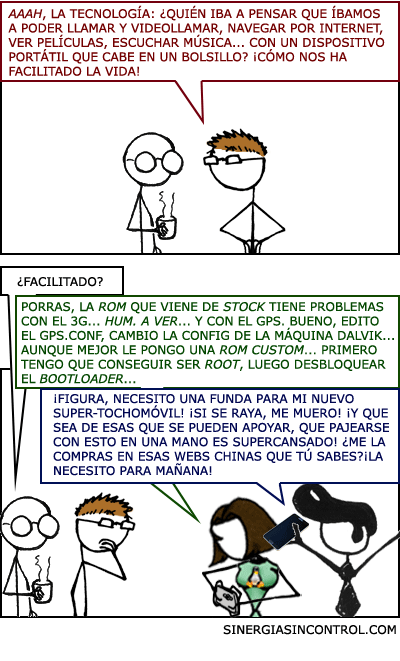 AAAH, LA TECNOLOGÍA: ¿QUIÉN IBA A PENSAR QUE ÍBAMOS
A PODER LLAMAR Y VIDEOLLAMAR, NAVEGAR POR INTERNET,
VER PELÍCULAS, ESCUCHAR MÚSICA... CON UN DISPOSITIVO
PORTÁTIL QUE CABE EN UN BOLSILLO? ¡CÓMO NOS HA
FACILITADO LA VIDA!
¿FACILITADO?
PORRAS, LA ROM QUE VIENE DE STOCK TIENE PROBLEMAS
CON EL 3G... HUM. A VER... Y CON EL GPS. BUENO, EDITO
EL GPS.CONF, CAMBIO LA CONFIG DE LA MÁQUINA DALVIK...
AUNQUE MEJOR LE PONGO UNA ROM CUSTOM... PRIMERO
TENGO QUE CONSEGUIR SER ROOT, LUEGO DESBLOQUEAR
EL BOOTLOADER...
¡FIGURA, NECESITO UNA FUNDA PARA MI NUEVO
SUPER-TOCHOMÓVIL! ¡SI SE RAYA, ME MUERO! ¡Y QUE
SEA DE ESAS QUE SE PUEDEN APOYAR, QUE PAJEARSE
CON ESTO EN UNA MANO ES SUPERCANSADO! ¿ME LA
COMPRAS EN ESAS WEBS CHINAS QUE TÚ SABES?¡LA
NECESITO PARA MAÑANA!
SINERGIASINCONTROL.COM